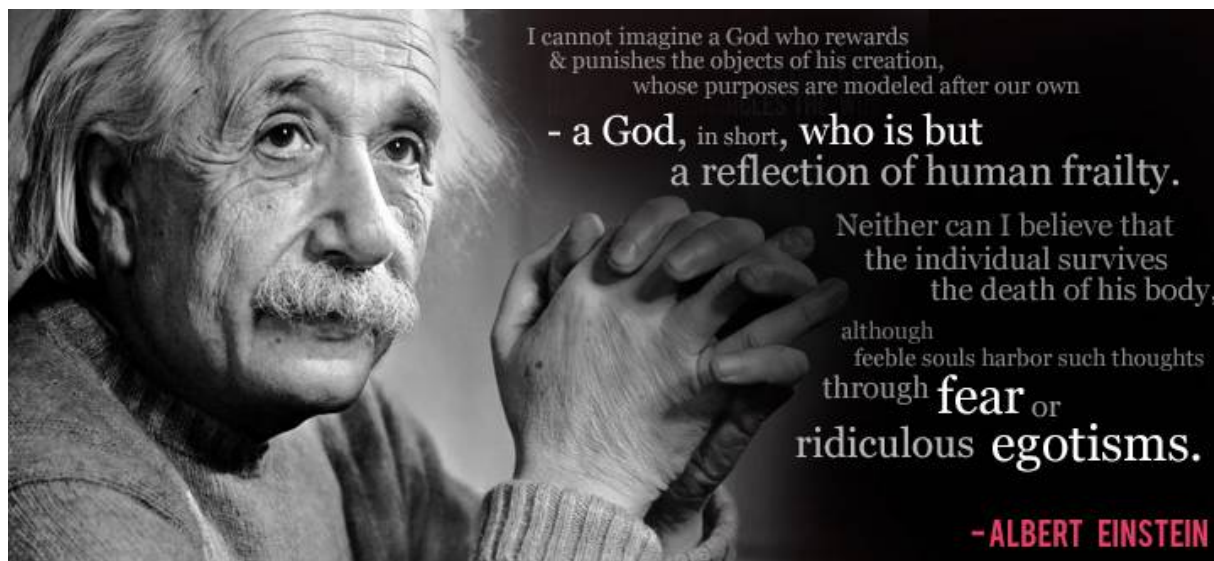 I cannot imagine a God who rewards
& punishes the objects of his creation,
whose purposes are modeled after our own
- a God, in short, who is but
a reflection of human frailty.
Neither can I believe that
the individual survives
the death of his body,
although
feeble souls harbor such thoughts
through fear or
ridiculous egotisms.
-ALBERT EINSTEIN